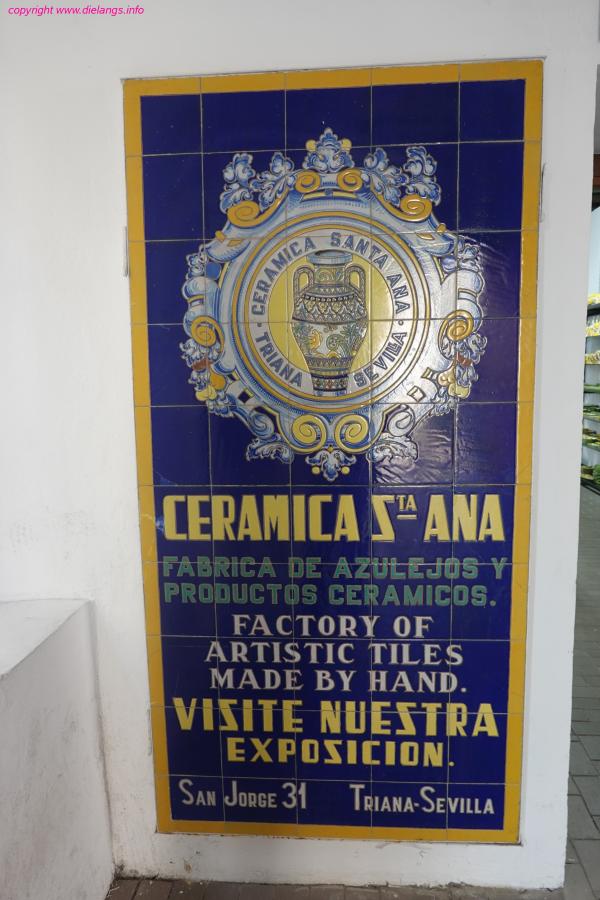 copyright www.dielangs.info
CERAMICA SANTA ANA
· TRIANA · SEVILLA ·
CERAMICA STA ANA
FABRICA DE AZULEJOS Y
PRODUCTOS CERAMICOS.
FACTORY OF
ARTISTIC TILES
MADE BY HAND.
VISITE NUESTRA
EXPOSICION.
SAN JORGE 31 TRIANA-SEVILLA